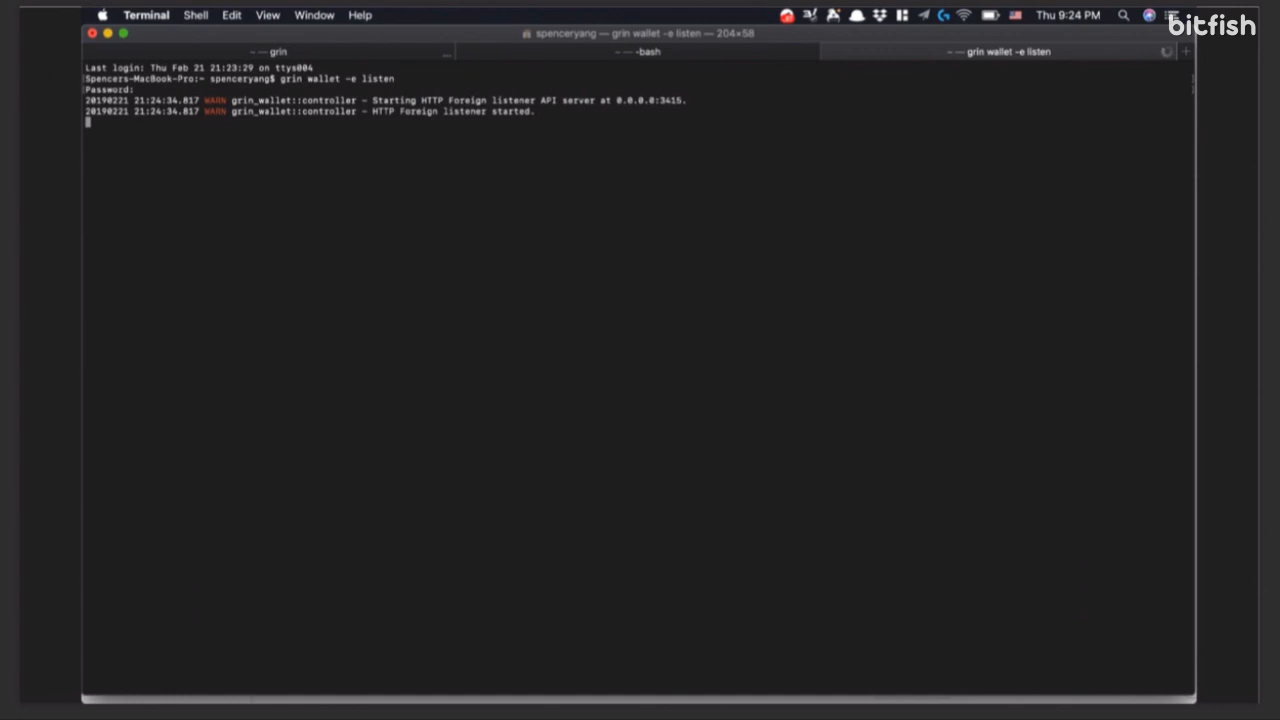 Terminal Shell Edit View Window Help Thu 9:24 PM
bitfish
spenceryang — grin wallet -e listen — 204×58
~ — grin
~ — -bash
~ — grin wallet -e listen
Last login: Thu Feb 21 21:23:29 on ttys004
Spencers-MacBook-Pro:~ spenceryang$ grin wallet -e listen
Password:
20190221 21:24:34.817 WARN grin_wallet::controller - Starting HTTP Foreign listener API server at 0.0.0.0:3415.
20190221 21:24:34.817 WARN grin_wallet::controller - HTTP Foreign listener started.